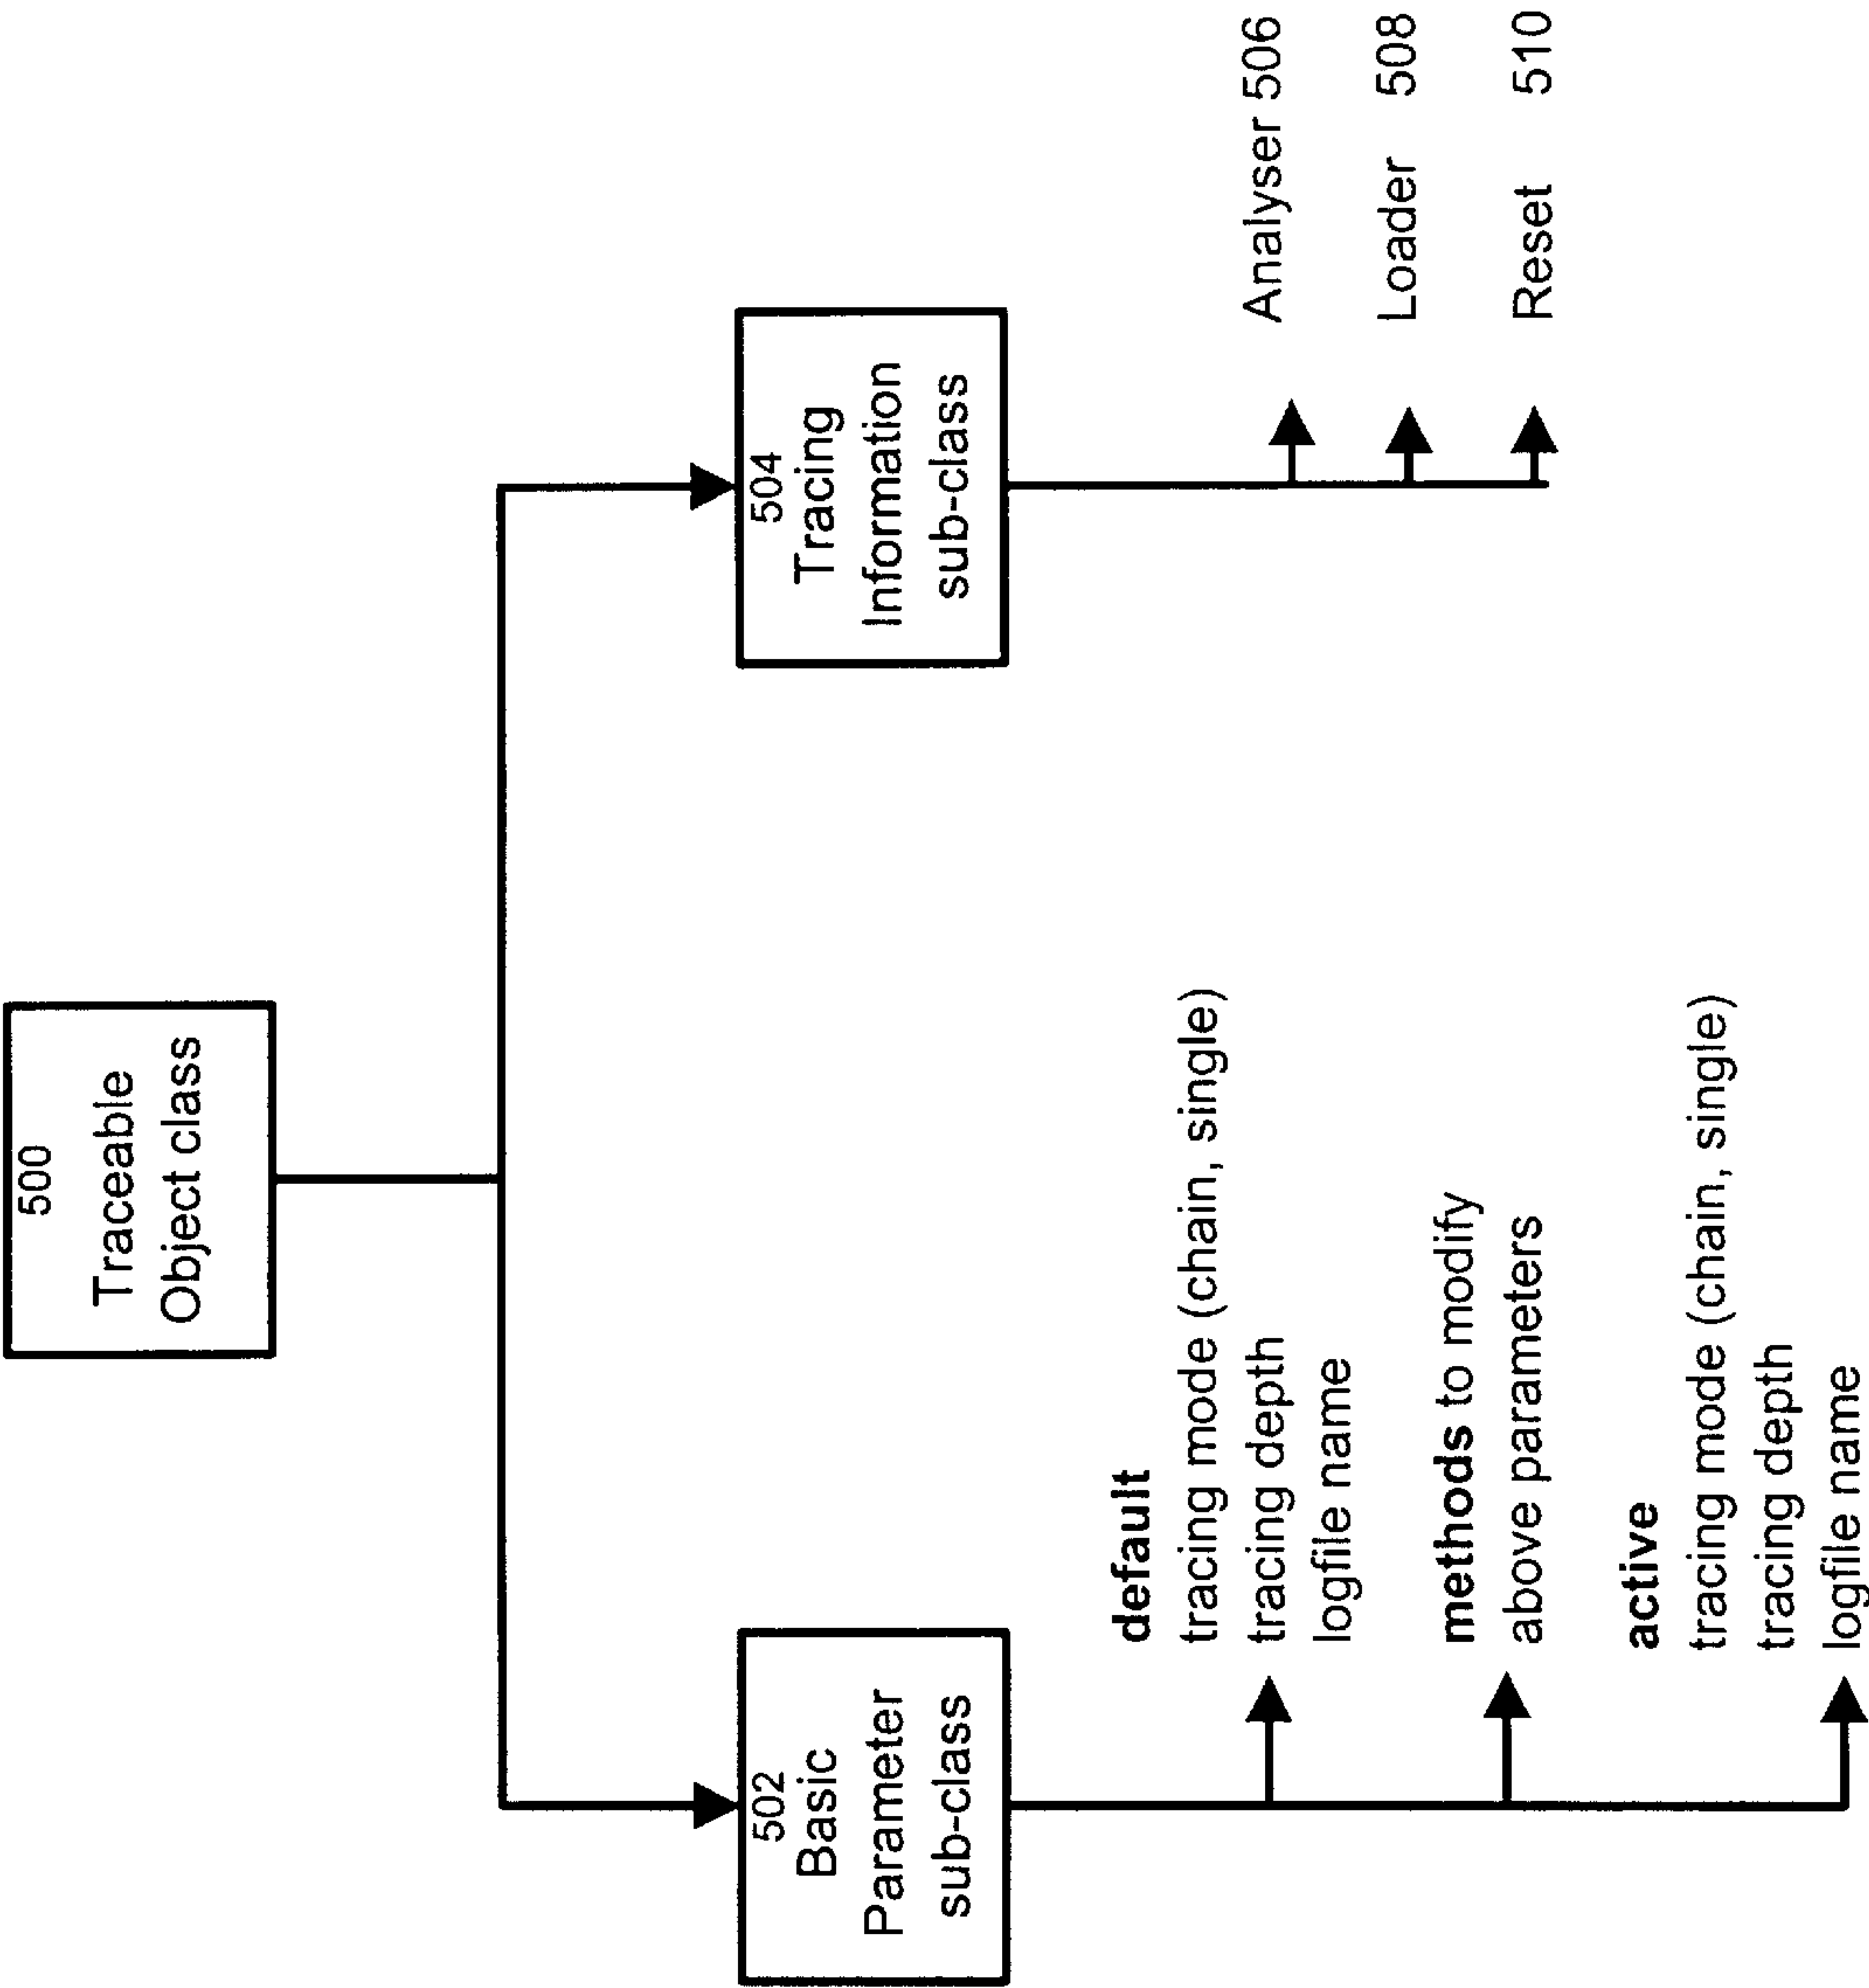 500
Traceable
Object class
502
Basic
Parameter
sub-class
504
Tracing
Information
sub-class
default
tracing mode (chain, single)
tracing depth
logfile name
methods to modify
above parameters
active
tracing mode (chain, single)
tracing depth
logfile name
Analyser 506
Loader 508
Reset 510